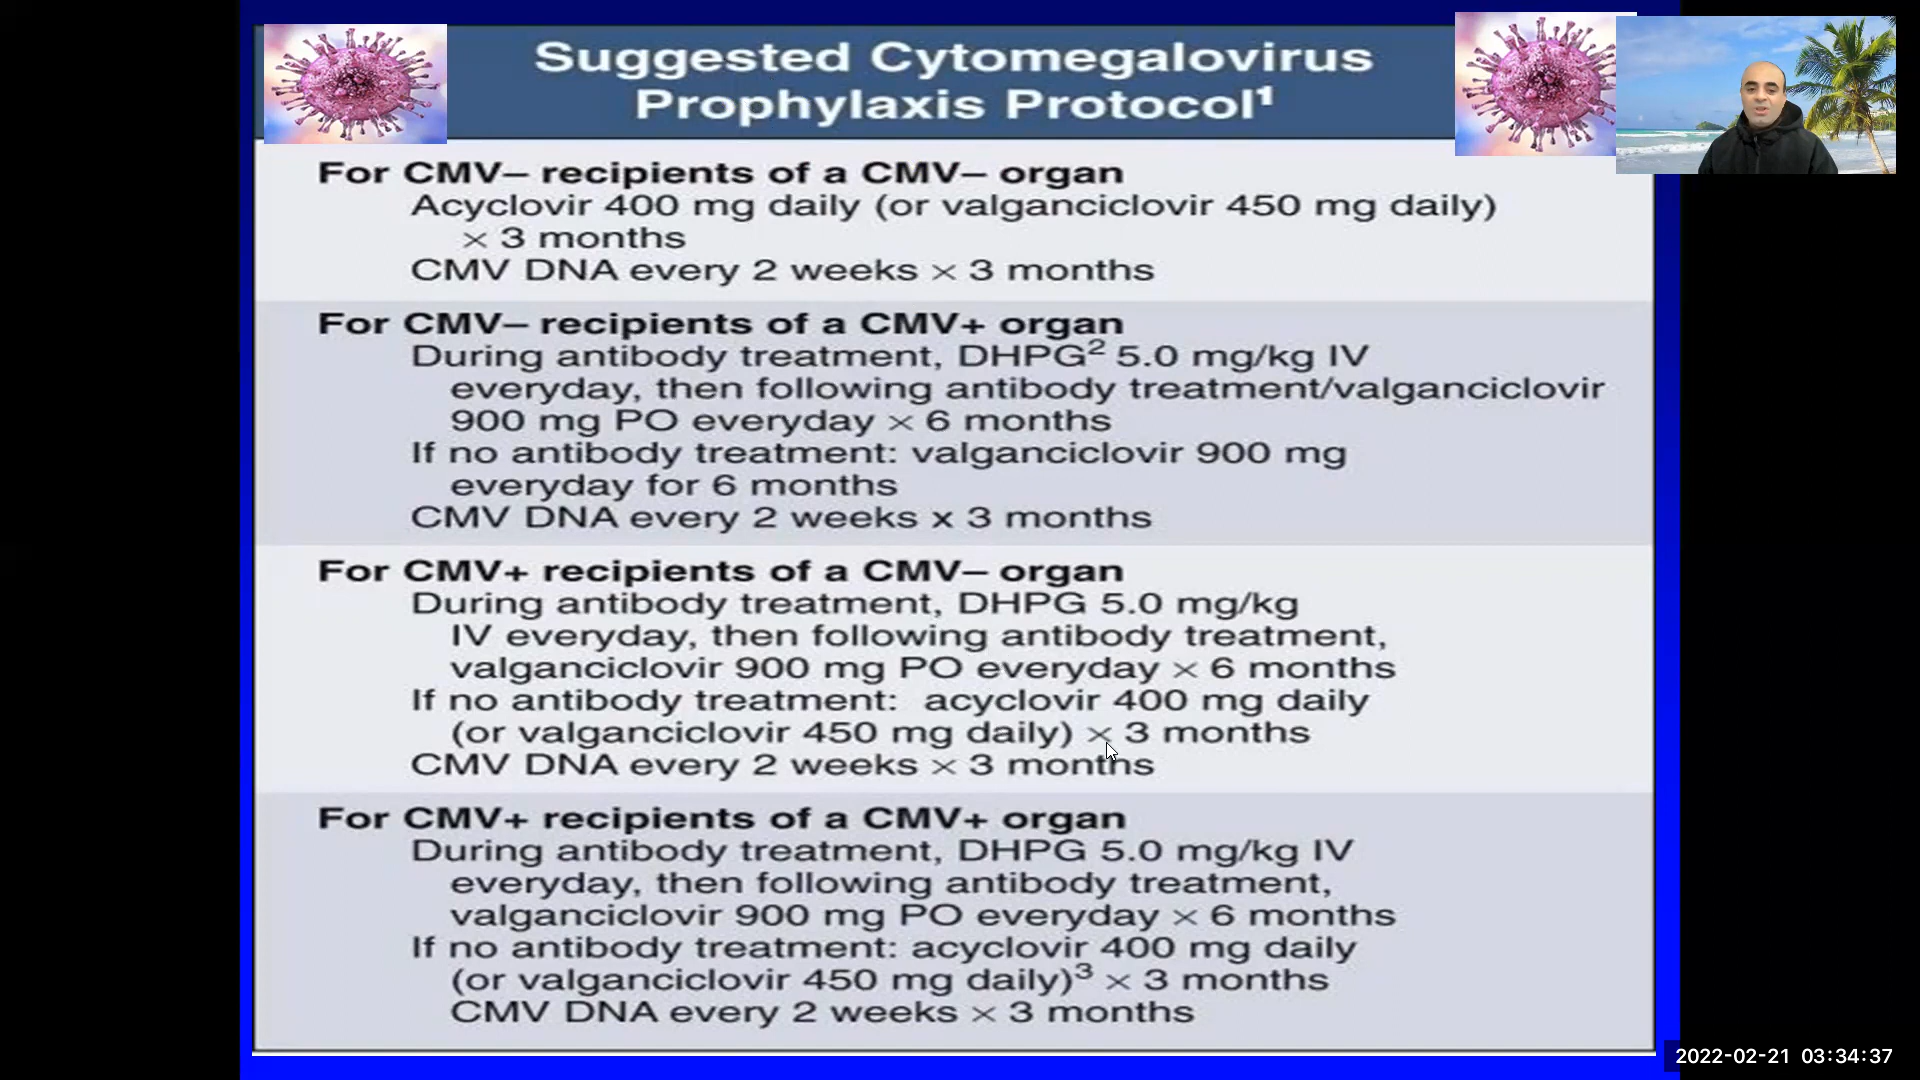 Suggested Cytomegalovirus
Prophylaxis Protocol¹
For CMV– recipients of a CMV– organ
Acyclovir 400 mg daily (or valganciclovir 450 mg daily)
× 3 months
CMV DNA every 2 weeks × 3 months
For CMV– recipients of a CMV+ organ
During antibody treatment, DHPG² 5.0 mg/kg IV
everyday, then following antibody treatment/valganciclovir
900 mg PO everyday × 6 months
If no antibody treatment: valganciclovir 900 mg
everyday for 6 months
CMV DNA every 2 weeks x 3 months
For CMV+ recipients of a CMV– organ
During antibody treatment, DHPG 5.0 mg/kg
IV everyday, then following antibody treatment,
valganciclovir 900 mg PO everyday × 6 months
If no antibody treatment: acyclovir 400 mg daily
(or valganciclovir 450 mg daily) × 3 months
CMV DNA every 2 weeks × 3 months
For CMV+ recipients of a CMV+ organ
During antibody treatment, DHPG 5.0 mg/kg IV
everyday, then following antibody treatment,
valganciclovir 900 mg PO everyday × 6 months
If no antibody treatment: acyclovir 400 mg daily
(or valganciclovir 450 mg daily)³ × 3 months
CMV DNA every 2 weeks × 3 months
2022-02-21 03:34:37